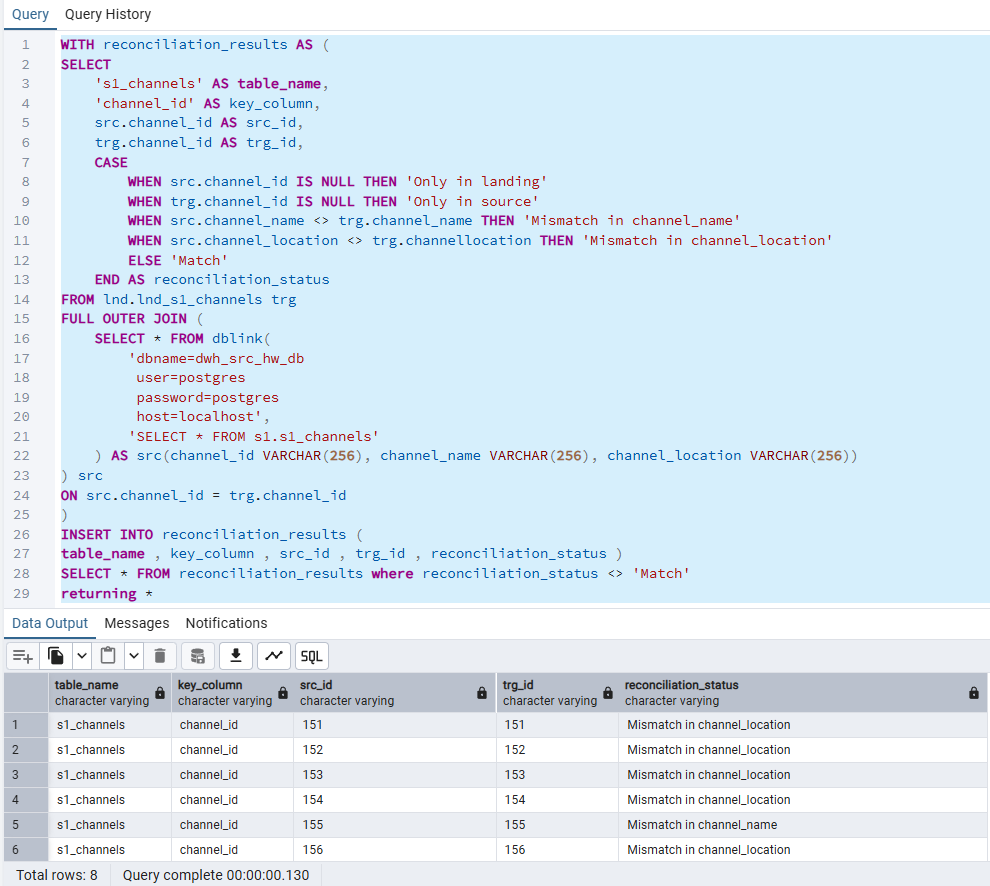 Query Query History
1 WITH reconciliation_results AS (
2 SELECT
3 's1_channels' AS table_name,
4 'channel_id' AS key_column,
5 src.channel_id AS src_id,
6 trg.channel_id AS trg_id,
7 CASE
8 WHEN src.channel_id IS NULL THEN 'Only in landing'
9 WHEN trg.channel_id IS NULL THEN 'Only in source'
10 WHEN src.channel_name <> trg.channel_name THEN 'Mismatch in channel_name'
11 WHEN src.channel_location <> trg.channellocation THEN 'Mismatch in channel_location'
12 ELSE 'Match'
13 END AS reconciliation_status
14 FROM lnd.lnd_s1_channels trg
15 FULL OUTER JOIN (
16 SELECT * FROM dblink(
17 'dbname=dwh_src_hw_db
18 user=postgres
19 password=postgres
20 host=localhost',
21 'SELECT * FROM s1.s1_channels'
22 ) AS src(channel_id VARCHAR(256), channel_name VARCHAR(256), channel_location VARCHAR(256))
23 ) src
24 ON src.channel_id = trg.channel_id
25 )
26 INSERT INTO reconciliation_results (
27 table_name , key_column , src_id , trg_id , reconciliation_status )
28 SELECT * FROM reconciliation_results where reconciliation_status <> 'Match'
29 returning *
Data Output Messages Notifications
SQL
table_name key_column src_id trg_id reconciliation_status
character varying character varying character varying character varying character varying
1 s1_channels channel_id 151 151 Mismatch in channel_location
2 s1_channels channel_id 152 152 Mismatch in channel_location
3 s1_channels channel_id 153 153 Mismatch in channel_location
4 s1_channels channel_id 154 154 Mismatch in channel_location
5 s1_channels channel_id 155 155 Mismatch in channel_name
6 s1_channels channel_id 156 156 Mismatch in channel_location
Total rows: 8 Query complete 00:00:00.130